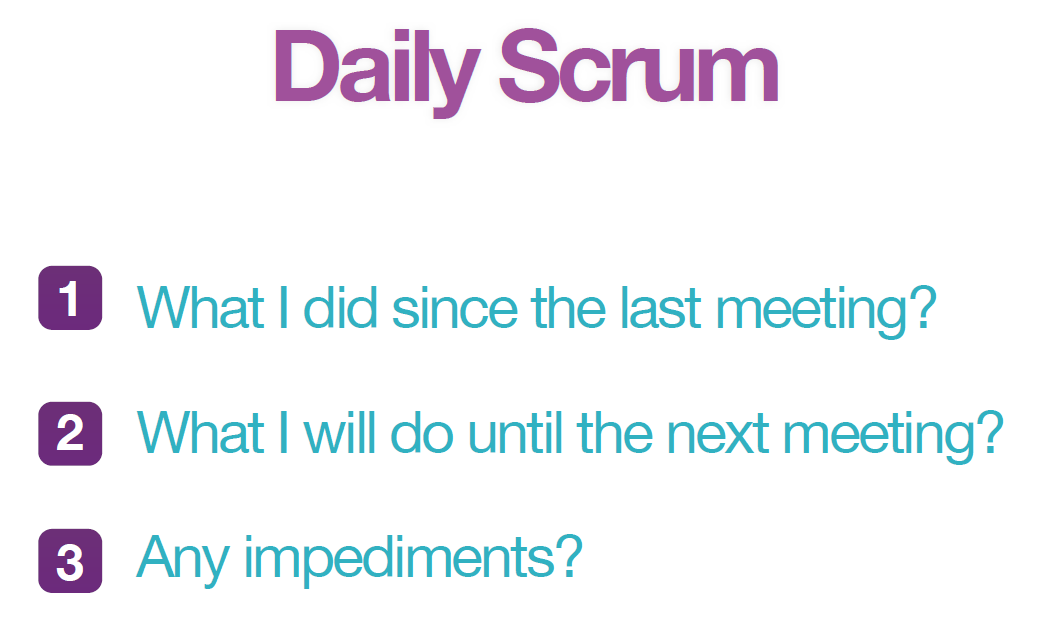 Daily Scrum
1 What I did since the last meeting?
2 What I will do until the next meeting?
3 Any impediments?